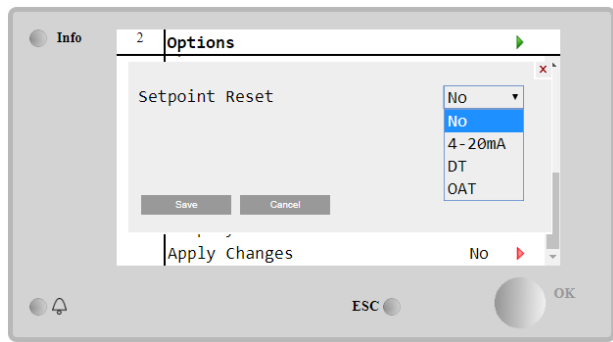 Info
2 Options
×
Setpoint Reset No
No
4-20mA
DT
OAT
Save Cancel
Apply Changes No
ESC
OK